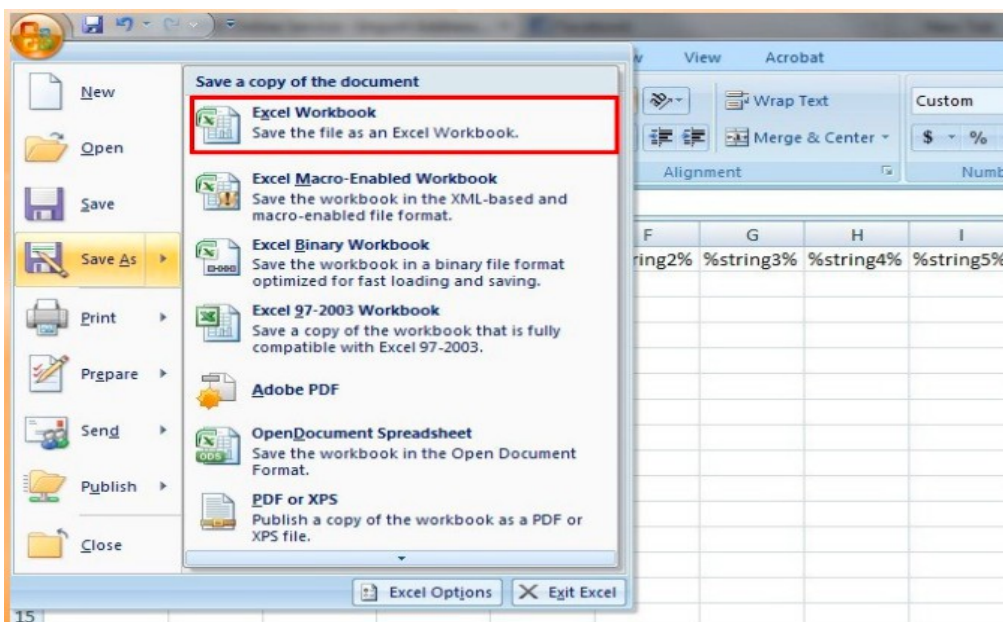 View Acrobat
New
Open
Save
Save As
Print
Prepare
Send
Publish
Close
Save a copy of the document
Excel Workbook
Save the file as an Excel Workbook.
Excel Macro-Enabled Workbook
Save the workbook in the XML-based and
macro-enabled file format.
Excel Binary Workbook
Save the workbook in a binary file format
optimized for fast loading and saving.
Excel 97-2003 Workbook
Save a copy of the workbook that is fully
compatible with Excel 97-2003.
Adobe PDF
OpenDocument Spreadsheet
ODS
Save the workbook in the Open Document
Format.
PDF or XPS
Publish a copy of the workbook as a PDF or
XPS file.
Excel Options Exit Excel
Wrap Text Custom
Merge & Center $ %
Alignment Numb
F G H I
ring2% %string3% %string4% %string5%
15